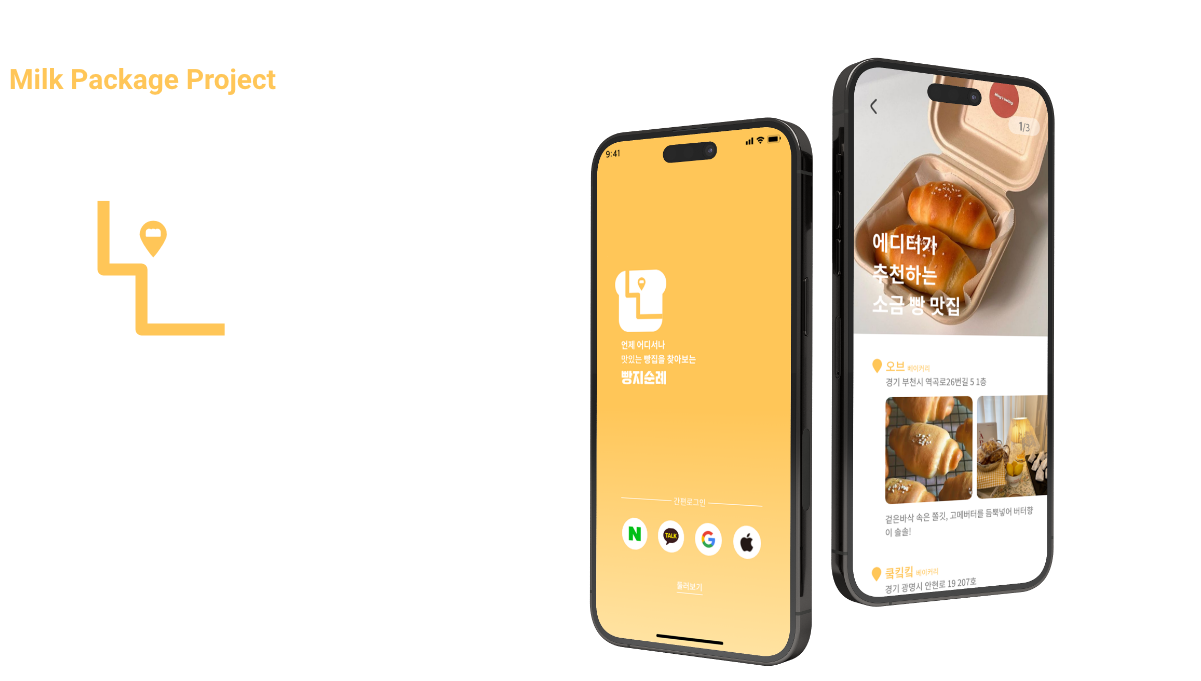 Milk Package Project
9:41
언제 어디서나
맛있는 빵집을 찾아보는
빵지순례
간편로그인
N
TALK
G
둘러보기
1/3
에디터가
추천하는
소금 빵 맛집
오브 베이커리
경기 부천시 역곡로26번길 5 1층
겉은바삭 속은 쫄깃, 고메버터를 듬뿍넣어 버터향
이 솔솔!
쿸킼킼 베이커리
경기 광명시 안현로 19 207호